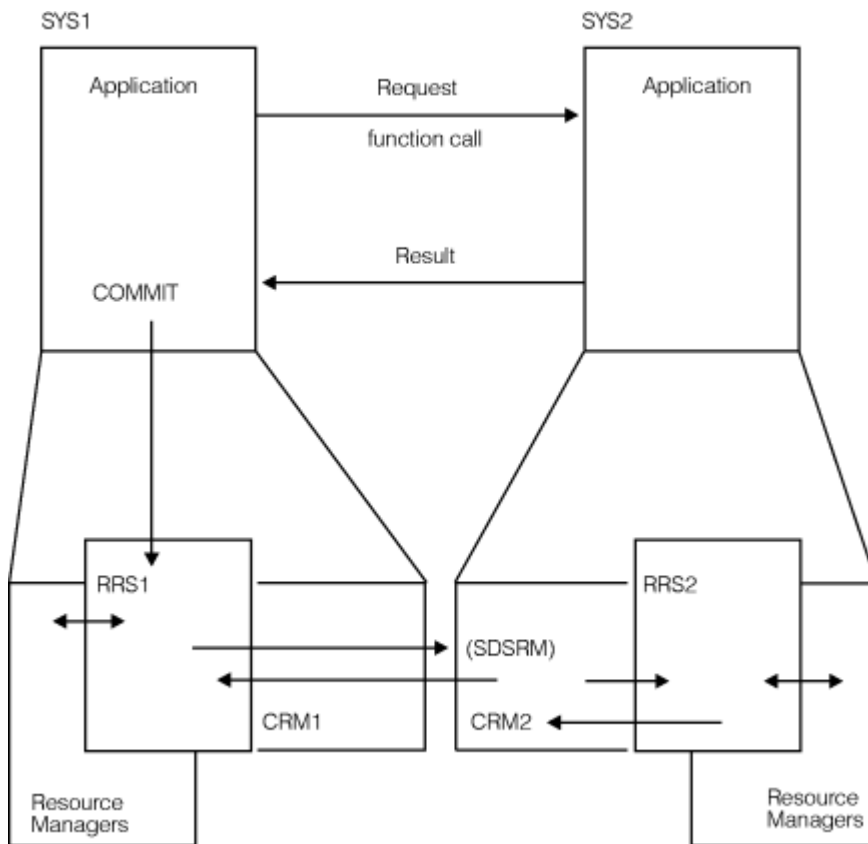 SYS1
SYS2
Application
Request
Application
function call
Result
COMMIT
RRS1
RRS2
(SDSRM)
CRM1
CRM2
Resource
Managers
Resource
Managers